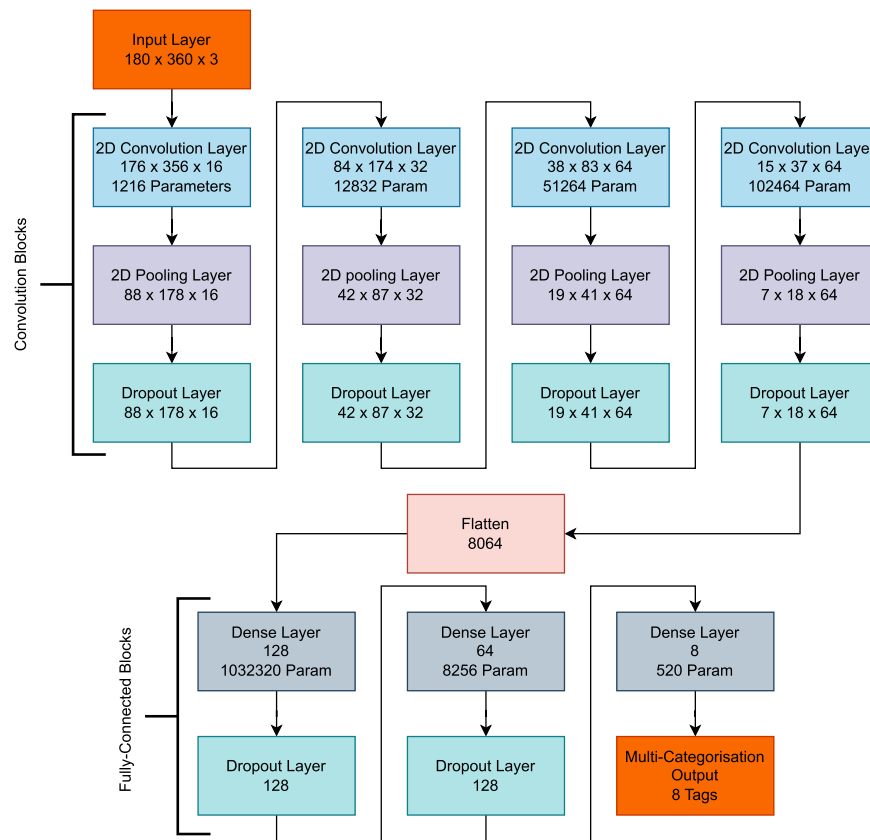 Input Layer
180 x 360 x 3
Convolution Blocks
2D Convolution Layer
176 x 356 x 16
1216 Parameters
2D Pooling Layer
88 x 178 x 16
Dropout Layer
88 x 178 x 16
2D Convolution Layer
84 x 174 x 32
12832 Param
2D pooling Layer
42 x 87 x 32
Dropout Layer
42 x 87 x 32
2D Convolution Layer
38 x 83 x 64
51264 Param
2D Pooling Layer
19 x 41 x 64
Dropout Layer
19 x 41 x 64
2D Convolution Layer
15 x 37 x 64
102464 Param
2D Pooling Layer
7 x 18 x 64
Dropout Layer
7 x 18 x 64
Flatten
8064
Fully-Connected Blocks
Dense Layer
128
1032320 Param
Dropout Layer
128
Dense Layer
64
8256 Param
Dropout Layer
128
Dense Layer
8
520 Param
Multi-Categorisation
Output
8 Tags